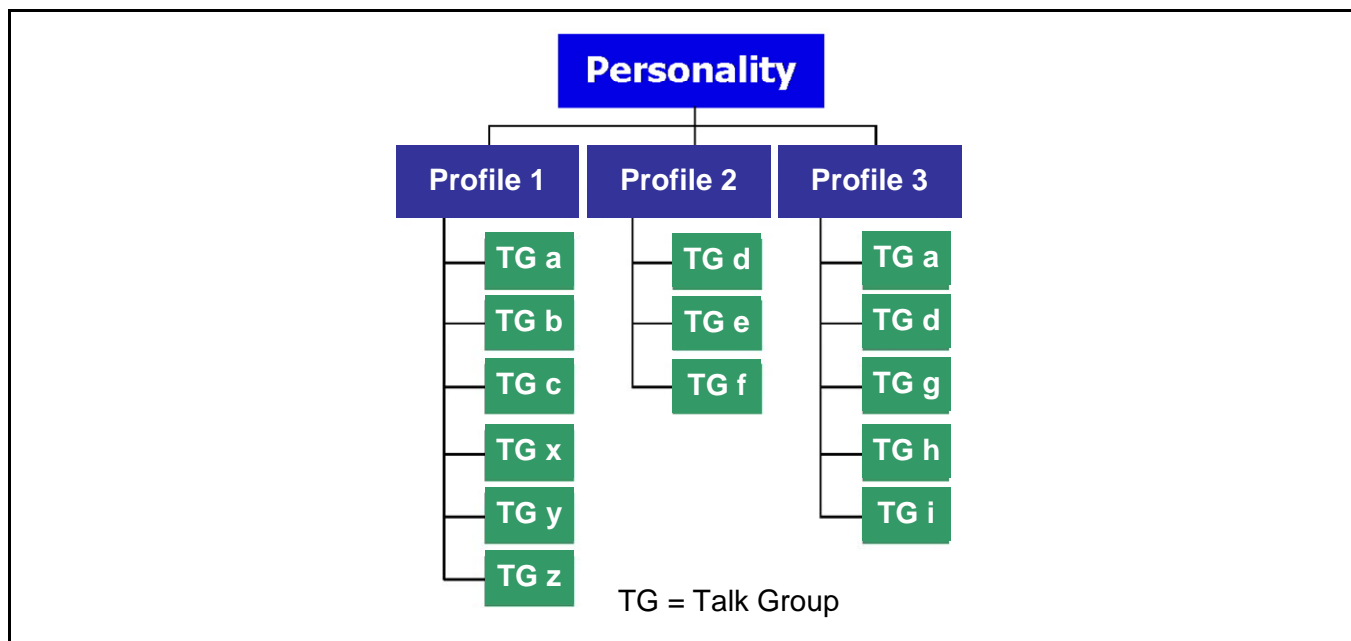 Personality
Profile 1
Profile 2
Profile 3
TG a
TG b
TG c
TG x
TG y
TG z
TG d
TG e
TG f
TG a
TG d
TG g
TG h
TG i
TG = Talk Group